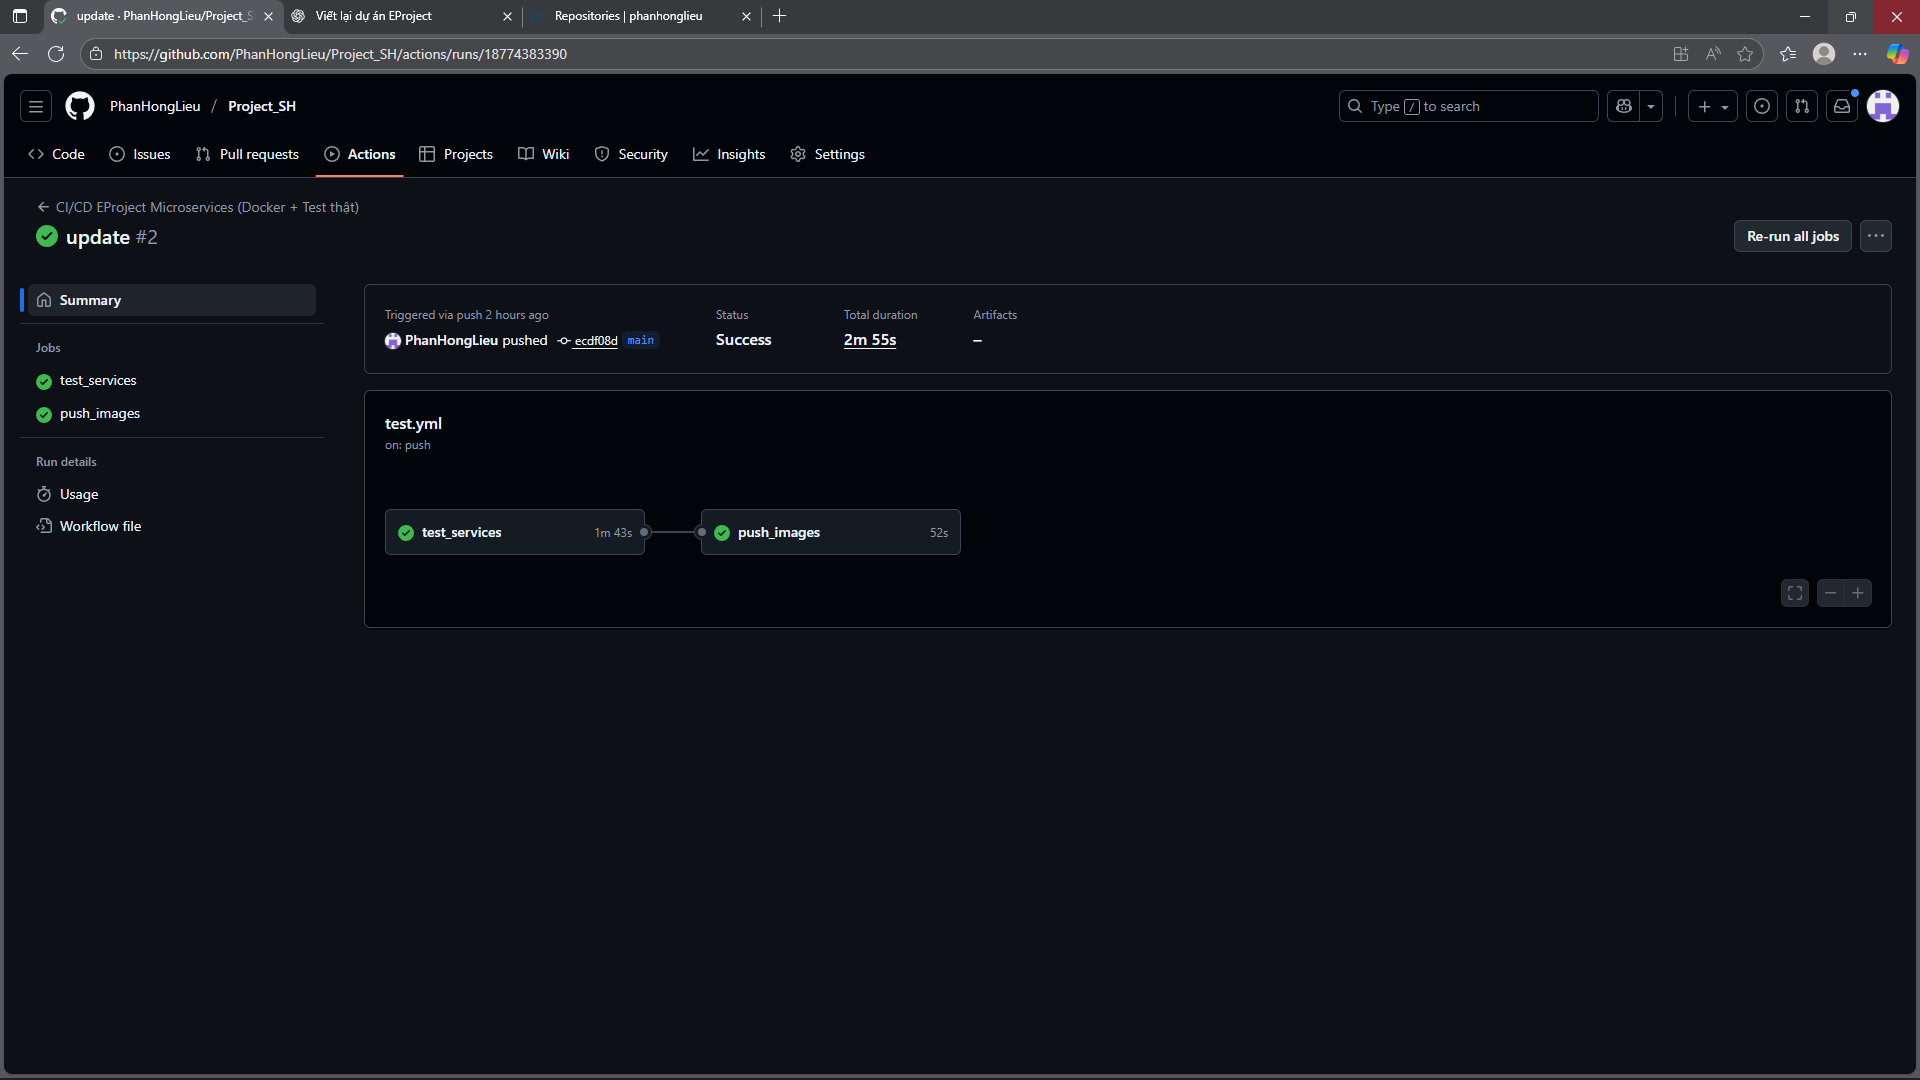 update · PhanHongLieu/Project_S
Viết lại dự án EProject
Repositories | phanhonglieu
https://github.com/PhanHongLieu/Project_SH/actions/runs/18774383390
PhanHongLieu / Project_SH
Type / to search
Code
Issues
Pull requests
Actions
Projects
Wiki
Security
Insights
Settings
CI/CD EProject Microservices (Docker + Test thật)
update #2
Re-run all jobs
Summary
Jobs
test_services
push_images
Run details
Usage
Workflow file
Triggered via push 2 hours ago
PhanHongLieu pushed ecdf08d main
Status
Success
Total duration
2m 55s
Artifacts
–
test.yml
on: push
test_services 1m 43s
push_images 52s